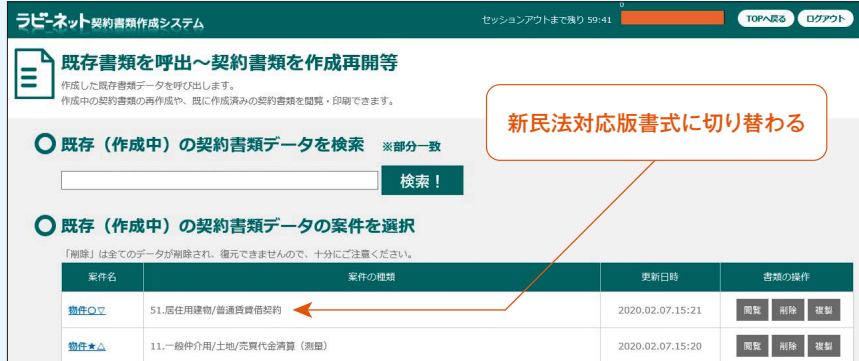 ラビーネット契約書類作成システム
セッションアウトまで残り 59:41
0
TOPへ戻る
ログアウト
既存書類を呼出～契約書類を作成再開等
作成した既存書類データを呼び出します。
作成中の契約書類の再作成や、既に作成済みの契約書類を閲覧・印刷できます。
新民法対応版書式に切り替わる
既存（作成中）の契約書類データを検索 ※部分一致
検索！
既存（作成中）の契約書類データの案件を選択
「削除」は全てのデータが削除され、復元できませんので、十分にご注意ください。
案件名 案件の種類 更新日時 書類の操作
物件〇▽ 51.居住用建物/普通賃貸借契約 2020.02.07.15:21 閲覧 削除 複製
物件★△ 11.一般仲介用/土地/売買代金清算（測量） 2020.02.07.15:20 閲覧 削除 複製